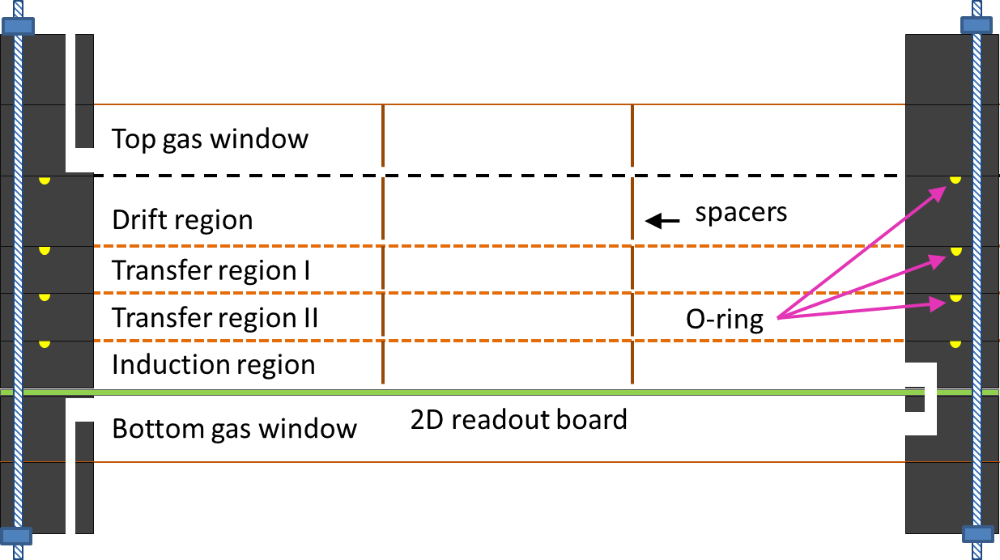 Top gas window
Drift region
spacers
Transfer region I
Transfer region II
O-ring
Induction region
2D readout board
Bottom gas window